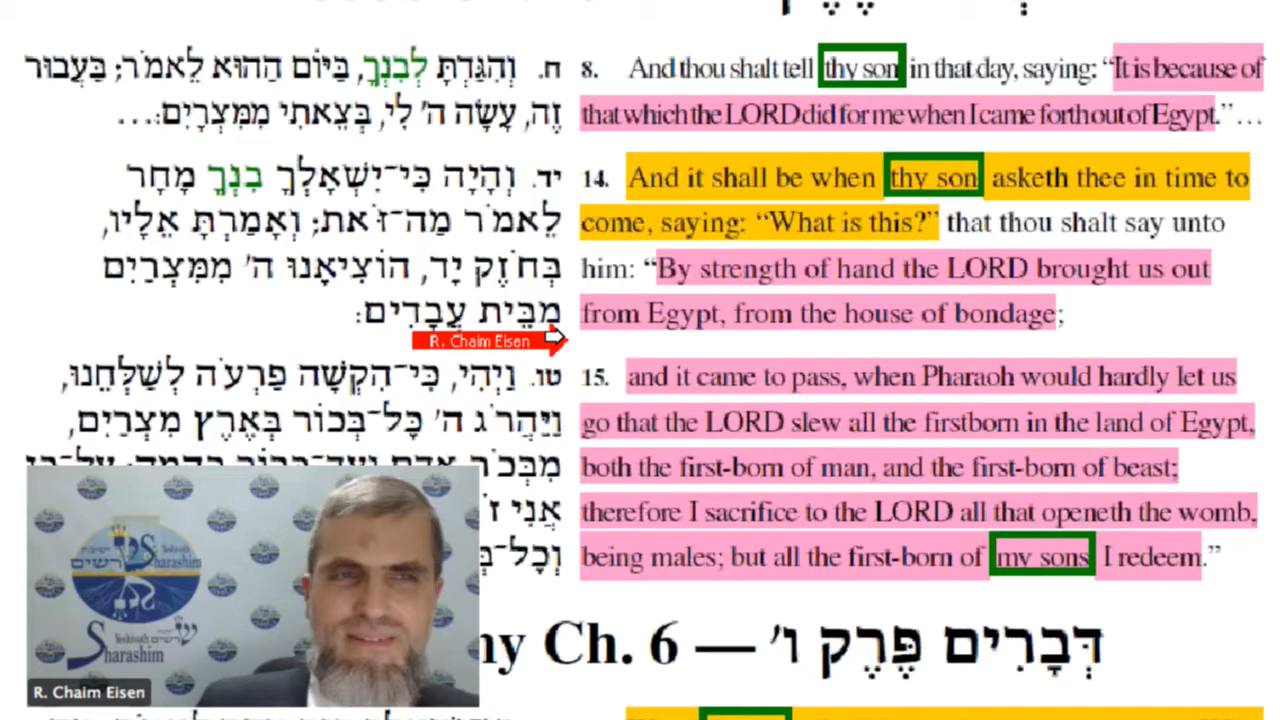 ח. וְהִגַּדְתָּ לְבִנְךָ, בַּיּוֹם הַהוּא לֵאמֹר; בַּעֲבוּר
זֶה, עָשָׂה ה' לִי, בְּצֵאתִי מִמִּצְרָיִם:...
8. And thou shalt tell thy son in that day, saying: “It is because of
that which the LORD did for me when I came forth out of Egypt.” …
יד. וְהָיָה כִּי־יִשְׁאָלְךָ בִנְךָ מָחָר
לֵאמֹר מַה־זֹּאת; וְאָמַרְתָּ אֵלָיו,
בְּחֹזֶק יָד, הוֹצִיאָנוּ ה' מִמִּצְרַיִם
מִבֵּית עֲבָדִים:
14. And it shall be when thy son asketh thee in time to
come, saying: “What is this?” that thou shalt say unto
him: “By strength of hand the LORD brought us out
from Egypt, from the house of bondage;
R. Chaim Eisen
טו. וַיְהִי, כִּי־הִקְשָׁה פַרְעֹה לְשַׁלְּחֵנוּ,
וַיַּהֲרֹג ה' כָּל־בְּכוֹר בְּאֶרֶץ מִצְרַיִם,
אֲנִי
15. and it came to pass, when Pharaoh would hardly let us
go that the LORD slew all the firstborn in the land of Egypt,
both the first-born of man, and the first-born of beast;
therefore I sacrifice to the LORD all that openeth the womb,
being males; but all the first-born of my sons I redeem.”
Ch. 6 — דְּבָרִים פֶּרֶק ו'
ישיבת
שרשים
Yeshivath
Sharashim
Yeshivath
Sharashim
R. Chaim Eisen